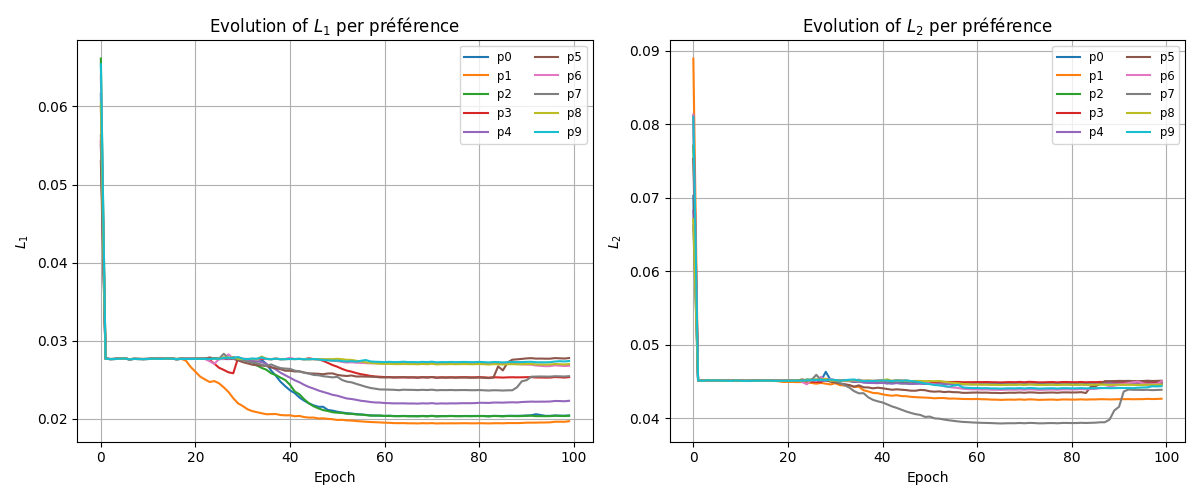 Evolution of L1 per préférence
0.06
0.05
0.04
0.03
0.02
L1
0 20 40 60 80 100
Epoch
p0 p5
p1 p6
p2 p7
p3 p8
p4 p9
Evolution of L2 per préférence
0.09
0.08
0.07
0.06
0.05
0.04
L2
0 20 40 60 80 100
Epoch
p0 p5
p1 p6
p2 p7
p3 p8
p4 p9